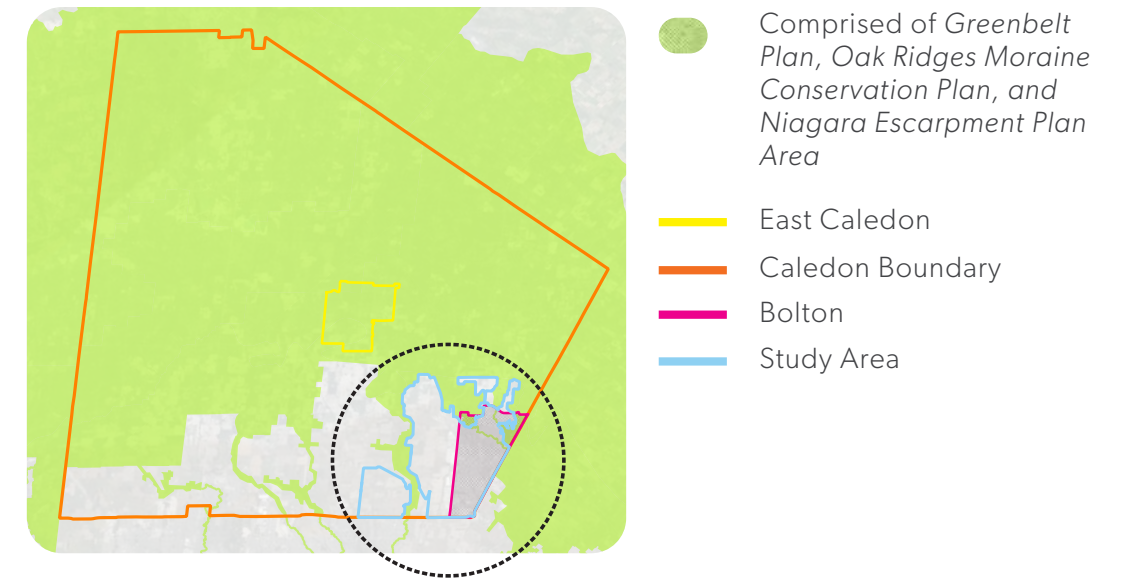 Comprised of Greenbelt
Plan, Oak Ridges Moraine
Conservation Plan, and
Niagara Escarpment Plan
Area
East Caledon
Caledon Boundary
Bolton
Study Area